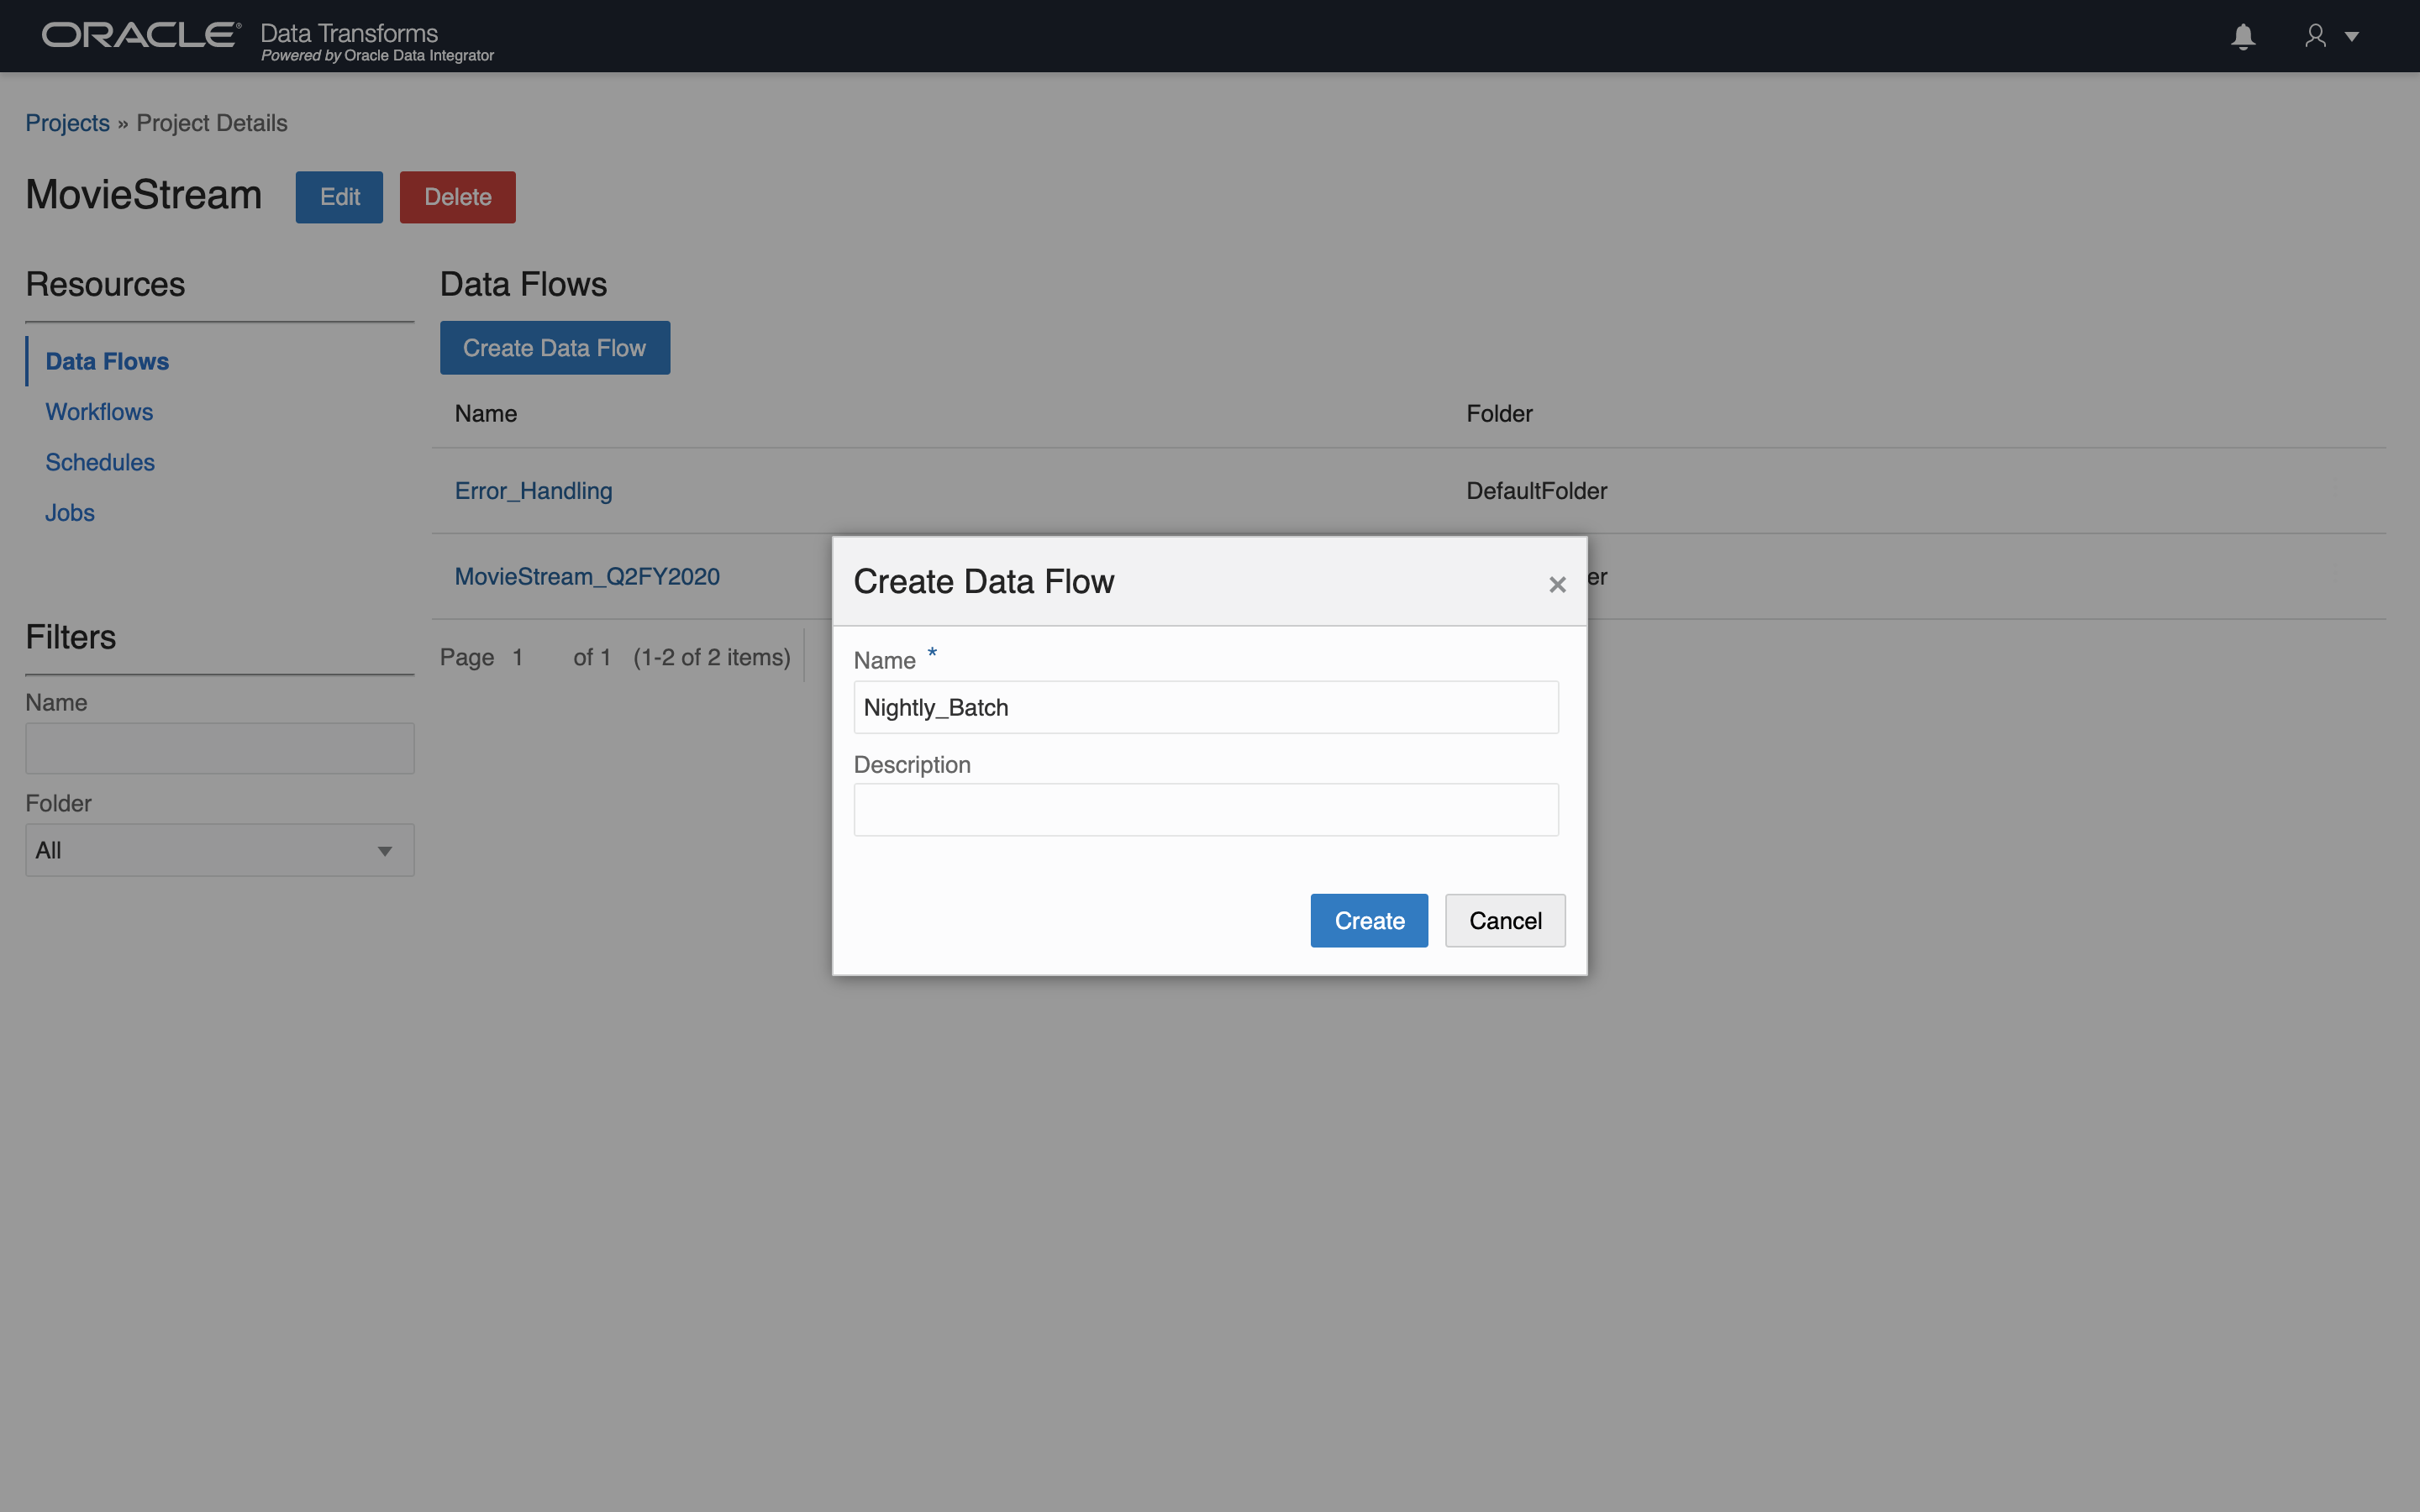 ORACLE® Data Transforms
Powered by Oracle Data Integrator
Projects » Project Details
MovieStream Edit Delete
Resources
Data Flows
Workflows
Schedules
Jobs
Filters
Name
Folder
All
Data Flows
Create Data Flow
Name Folder
Error_Handling DefaultFolder
MovieStream_Q2FY2020 er
Page 1 of 1 (1-2 of 2 items)
Create Data Flow ×
Name *
Nightly_Batch
Description
Create Cancel